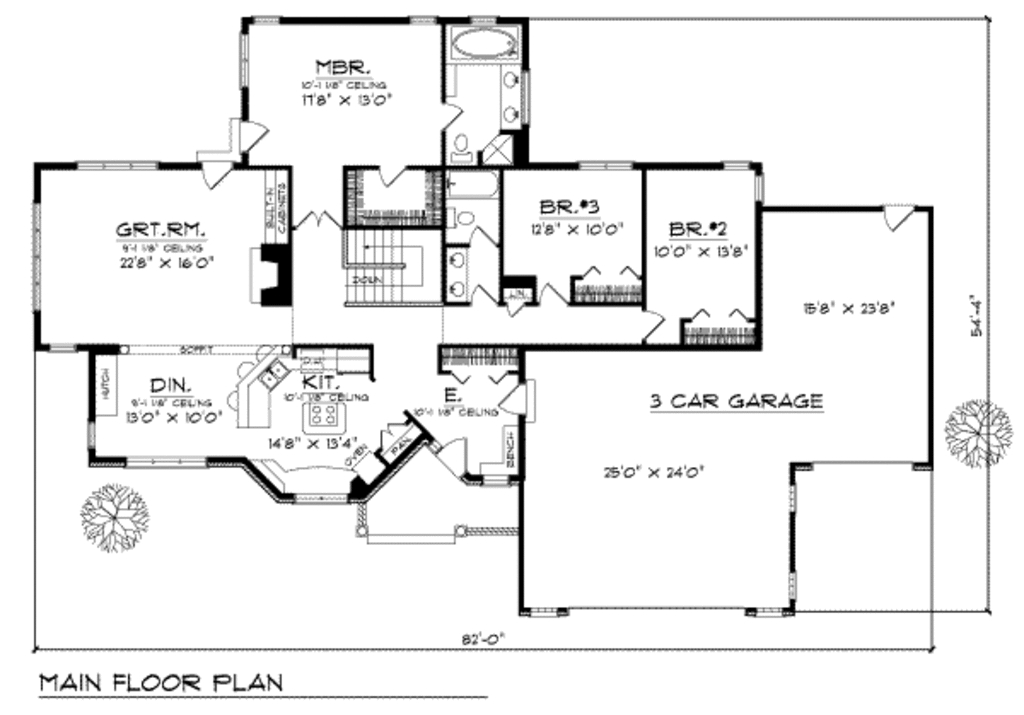 MBR.
10'-1 1/8" CEILING
17'8" X 13'0"
GRT.RM.
9'-1 1/8" CEILING
22'8" X 16'0"
BUILT-IN
CABINETS
DOWN
BR.#3
12'8" X 10'0"
BR.#2
10'0" X 13'8"
LIN.
15'8" X 23'8"
54'-4"
SOFFIT
HUTCH
DIN.
9'-1 1/8" CEILING
13'0" X 10'0"
KIT.
10'-1 1/8" CEILING
14'8" X 13'4"
OVEN
PAN.
E.
10'-1 1/8" CEILING
BENCH
3 CAR GARAGE
25'0" X 24'0"
82'-0"
MAIN FLOOR PLAN